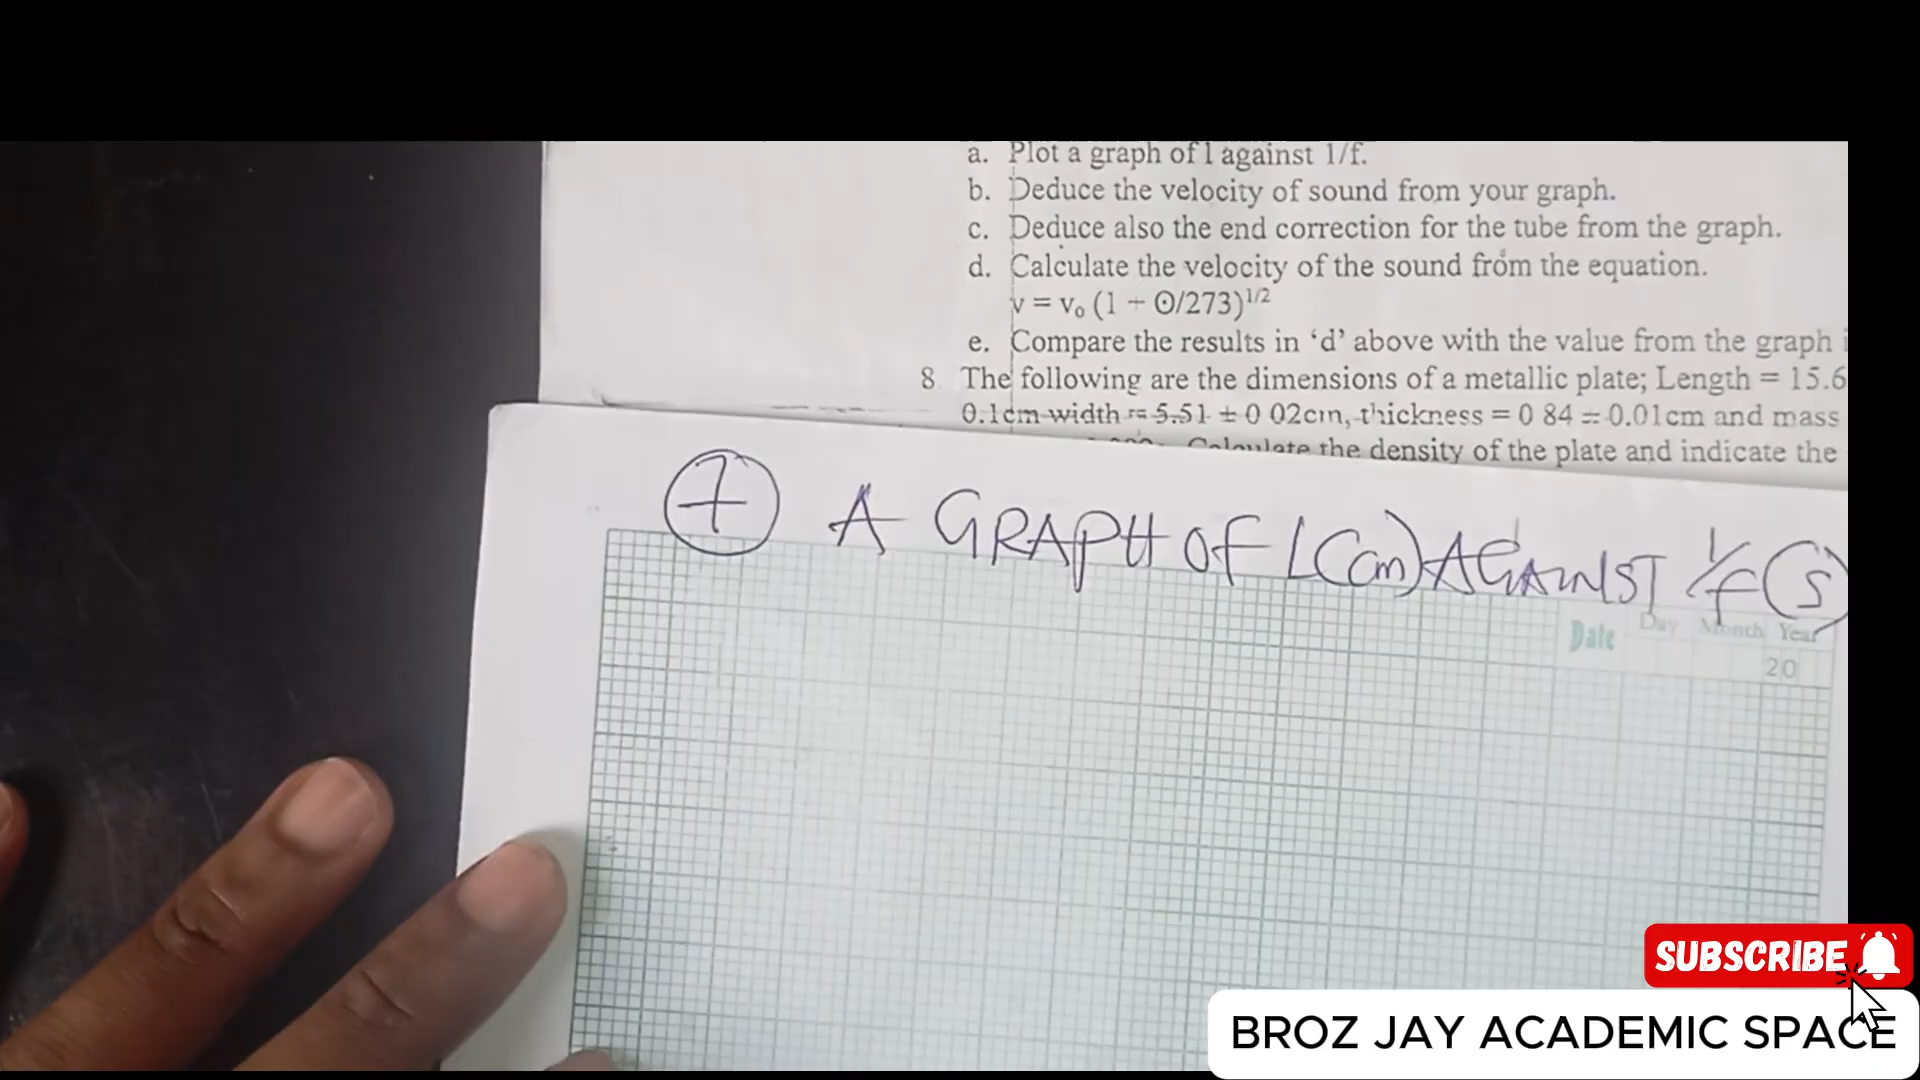 a. Plot a graph of l against 1/f.
b. Deduce the velocity of sound from your graph.
c. Deduce also the end correction for the tube from the graph.
d. Calculate the velocity of the sound from the equation.
v = v₀ (1 + Θ/273)^1/2
e. Compare the results in ‘d’ above with the value from the graph
8 The following are the dimensions of a metallic plate; Length = 15.6
0.1cm width = 5.51 ± 0 02cm, thickness = 0 84 ± 0.01cm and mass
Calculate the density of the plate and indicate the
7 A GRAPH OF L(cm) AGAINST 1/f (s)
Date Day Month Year
20
SUBSCRIBE
BROZ JAY ACADEMIC SPACE